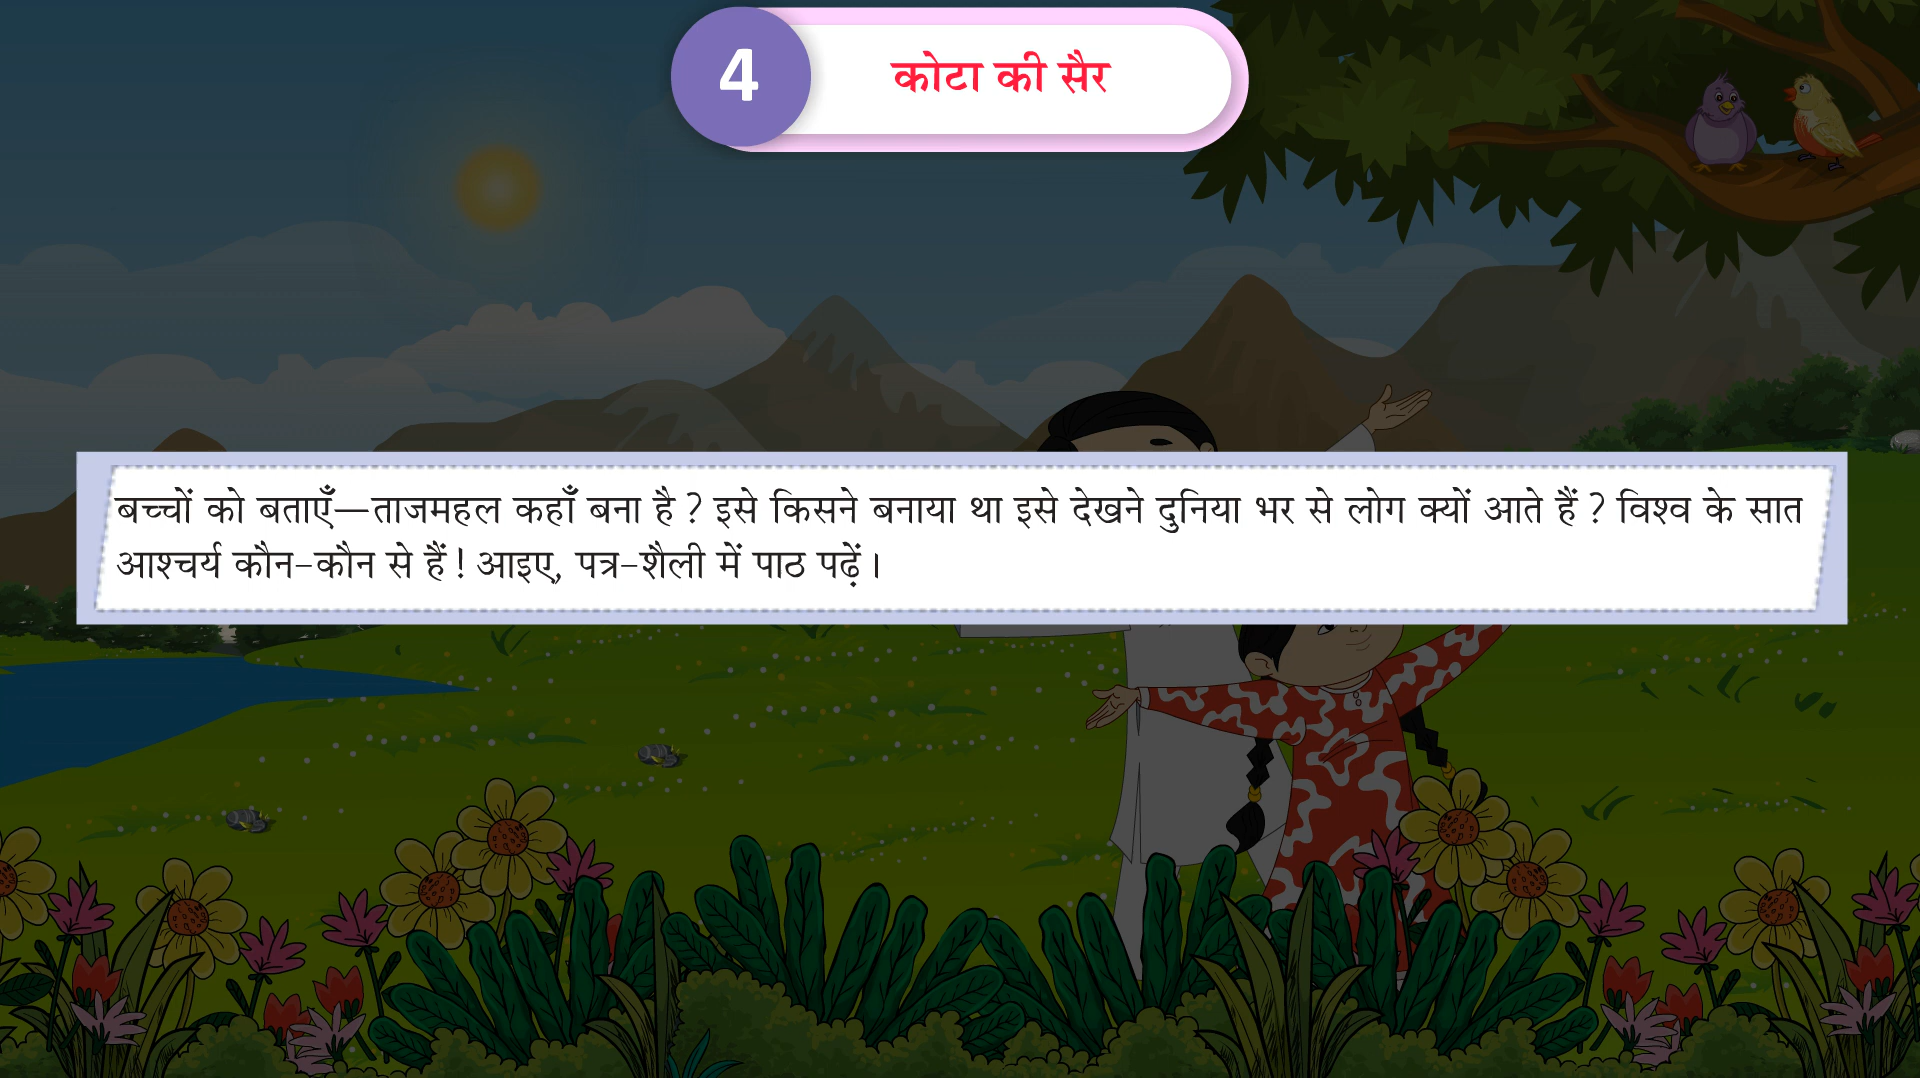 4
कोटा की सैर
बच्चों को बताएँ—ताजमहल कहाँ बना है ? इसे किसने बनाया था इसे देखने दुनिया भर से लोग क्यों आते हैं ? विश्व के सात
आश्चर्य कौन-कौन से हैं ! आइए, पत्र-शैली में पाठ पढ़ें।